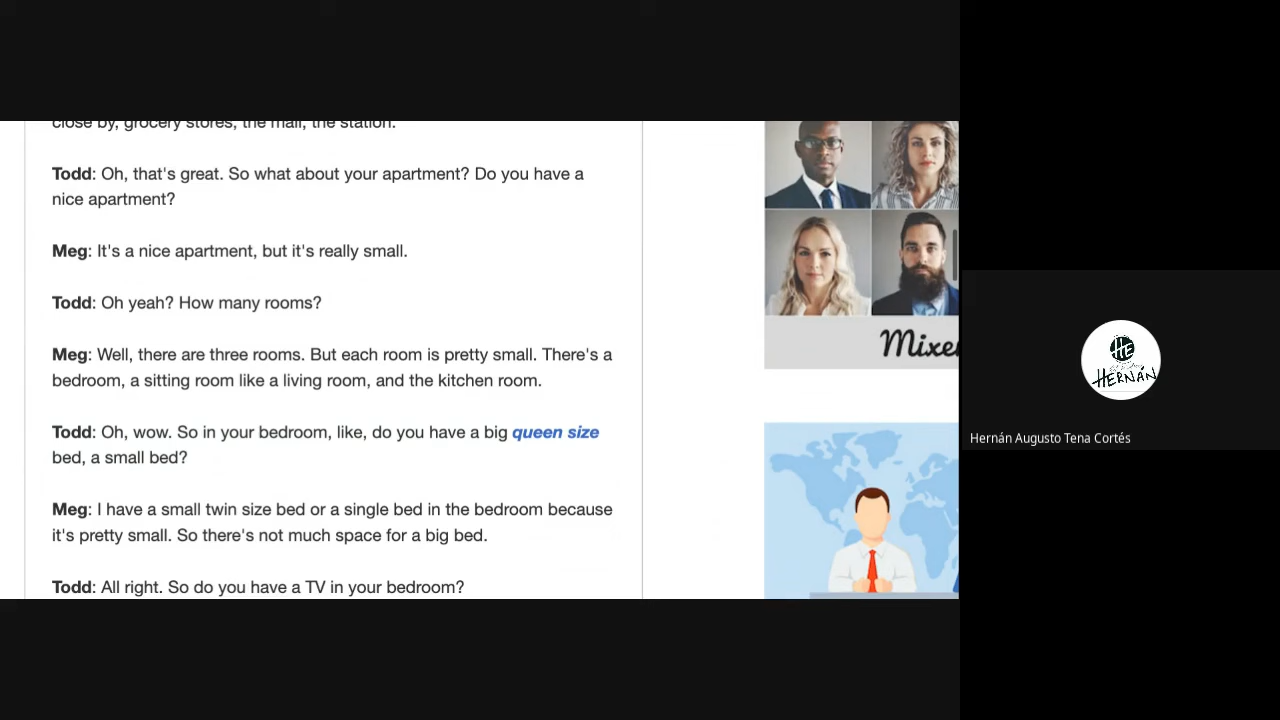 close by, grocery stores, the mall, the station.
Todd: Oh, that's great. So what about your apartment? Do you have a
nice apartment?
Meg: It's a nice apartment, but it's really small.
Todd: Oh yeah? How many rooms?
Meg: Well, there are three rooms. But each room is pretty small. There's a
bedroom, a sitting room like a living room, and the kitchen room.
Todd: Oh, wow. So in your bedroom, like, do you have a big queen size
bed, a small bed?
Meg: I have a small twin size bed or a single bed in the bedroom because
it's pretty small. So there's not much space for a big bed.
Todd: All right. So do you have a TV in your bedroom?
Mixer
HE
HERNÁN
Hernán Augusto Tena Cortés